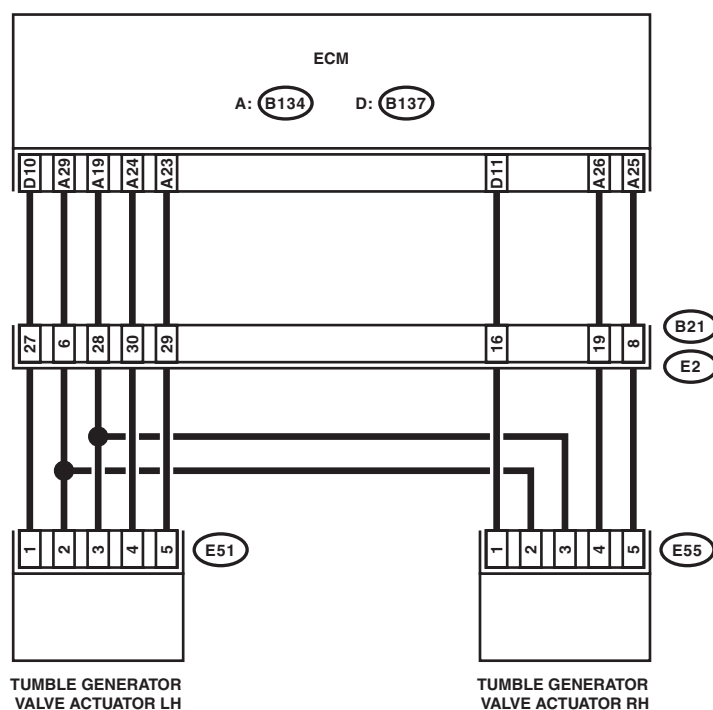 ECM
A: B134 D: B137
D10 A29 A19 A24 A23 D11 A26 A25
27 6 28 30 29 16 19 8
B21
E2
1 2 3 4 5 E51 1 2 3 4 5 E55
TUMBLE GENERATOR
VALVE ACTUATOR LH
TUMBLE GENERATOR
VALVE ACTUATOR RH